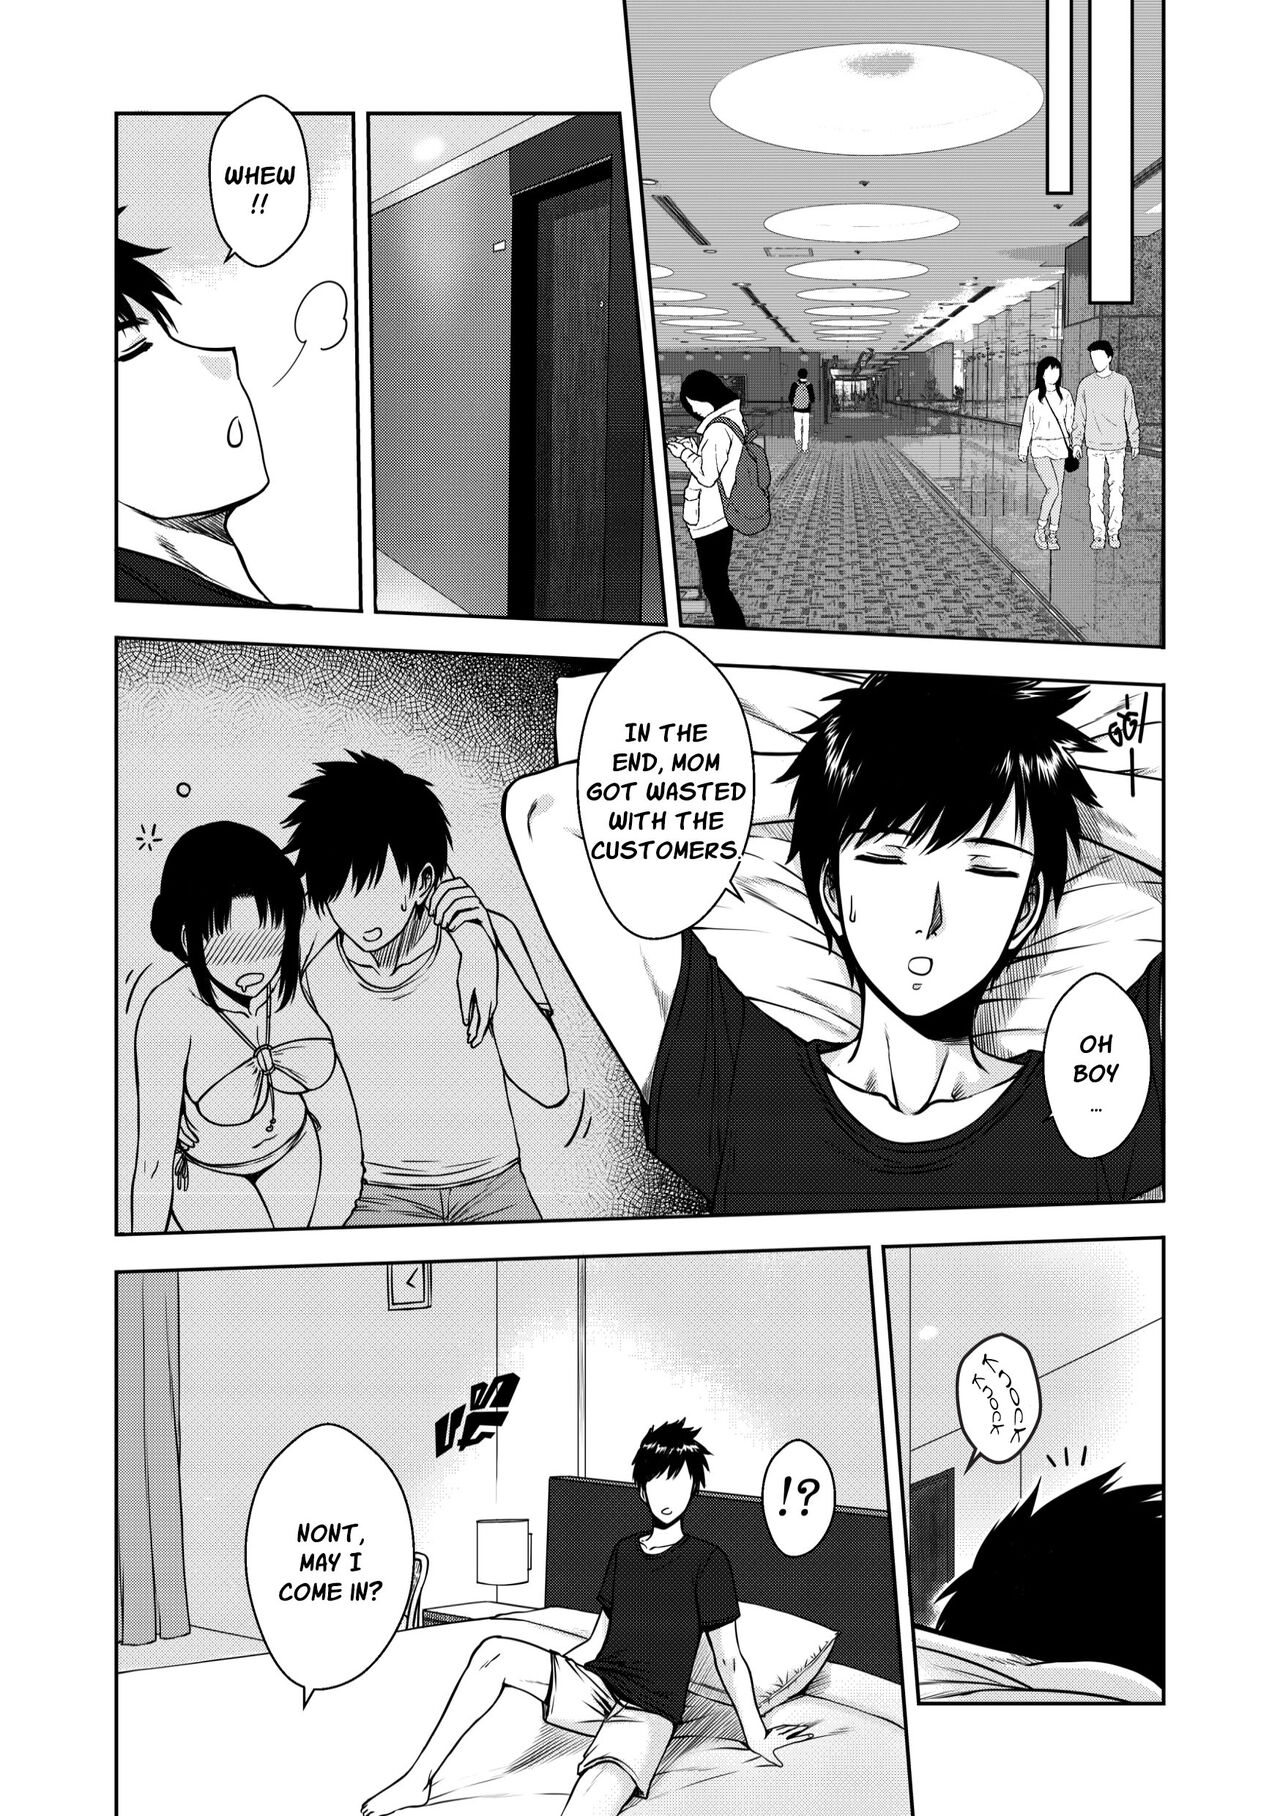 WHEW
!!
IN THE
END, MOM
GOT WASTED
WITH THE
CUSTOMERS.
OH
BOY
...
Knock
Knock
!?
NONT,
MAY I
COME IN?